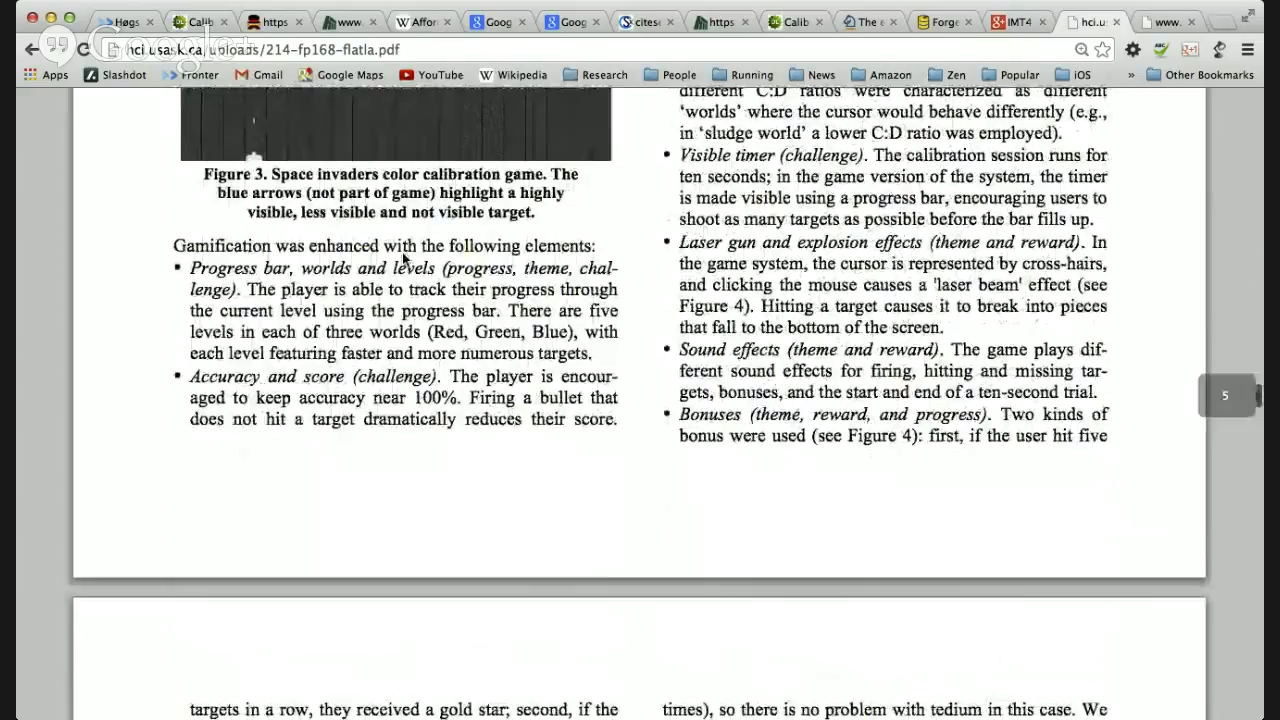 Høgs
Calib
https
www.
Affor
Goog
Goog
citese
https
Calib
The
Forge
IMT4
hci.u
www.
Google+
hci.usask.ca/uploads/214-fp168-flatla.pdf
Apps
Slashdot
Fronter
Gmail
Google Maps
YouTube
Wikipedia
Research
People
Running
News
Amazon
Zen
Popular
iOS
»
Other Bookmarks
Figure 3. Space invaders color calibration game. The
blue arrows (not part of game) highlight a highly
visible, less visible and not visible target.
Gamification was enhanced with the following elements:
• Progress bar, worlds and levels (progress, theme, chal-
lenge). The player is able to track their progress through
the current level using the progress bar. There are five
levels in each of three worlds (Red, Green, Blue), with
each level featuring faster and more numerous targets.
• Accuracy and score (challenge). The player is encour-
aged to keep accuracy near 100%. Firing a bullet that
does not hit a target dramatically reduces their score.
different C:D ratios were characterized as different
‘worlds’ where the cursor would behave differently (e.g.,
in ‘sludge world’ a lower C:D ratio was employed).
• Visible timer (challenge). The calibration session runs for
ten seconds; in the game version of the system, the timer
is made visible using a progress bar, encouraging users to
shoot as many targets as possible before the bar fills up.
• Laser gun and explosion effects (theme and reward). In
the game system, the cursor is represented by cross-hairs,
and clicking the mouse causes a 'laser beam' effect (see
Figure 4). Hitting a target causes it to break into pieces
that fall to the bottom of the screen.
• Sound effects (theme and reward). The game plays dif-
ferent sound effects for firing, hitting and missing tar-
gets, bonuses, and the start and end of a ten-second trial.
• Bonuses (theme, reward, and progress). Two kinds of
bonus were used (see Figure 4): first, if the user hit five
5
targets in a row, they received a gold star; second, if the
times), so there is no problem with tedium in this case. We